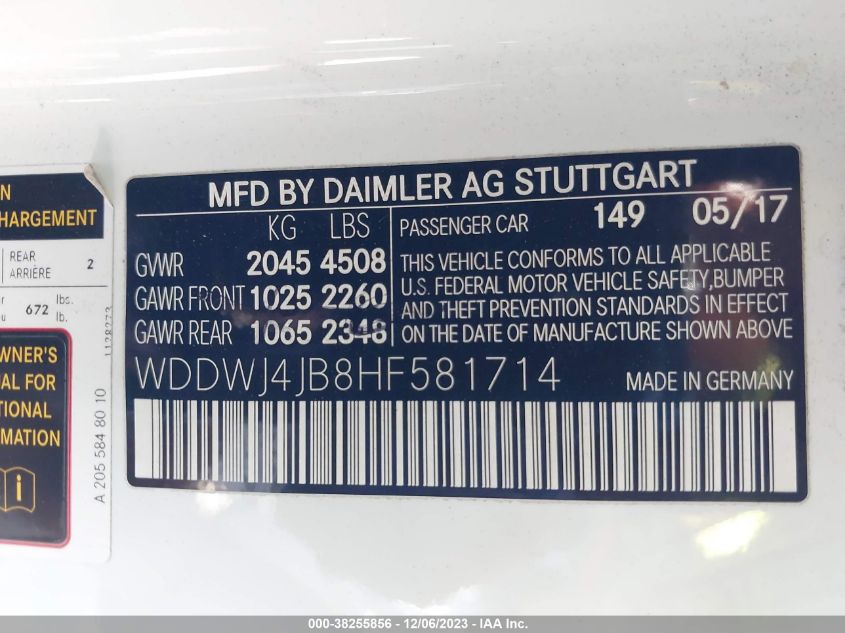 N
HARGEMENT
REAR
ARRIÈRE 2
r 672 lbs.
u lb.
1128273
OWNER'S
AL FOR
TIONAL
RMATION
i
A 205 584 80 10
MFD BY DAIMLER AG STUTTGART
KG LBS
GVWR 2045 4508
GAWR FRONT 1025 2260
GAWR REAR 1065 2348
PASSENGER CAR 149 05/17
THIS VEHICLE CONFORMS TO ALL APPLICABLE
U.S. FEDERAL MOTOR VEHICLE SAFETY,BUMPER
AND THEFT PREVENTION STANDARDS IN EFFECT
ON THE DATE OF MANUFACTURE SHOWN ABOVE
WDDWJ4JB8HF581714 MADE IN GERMANY
000-38255856 - 12/06/2023 - IAA Inc.